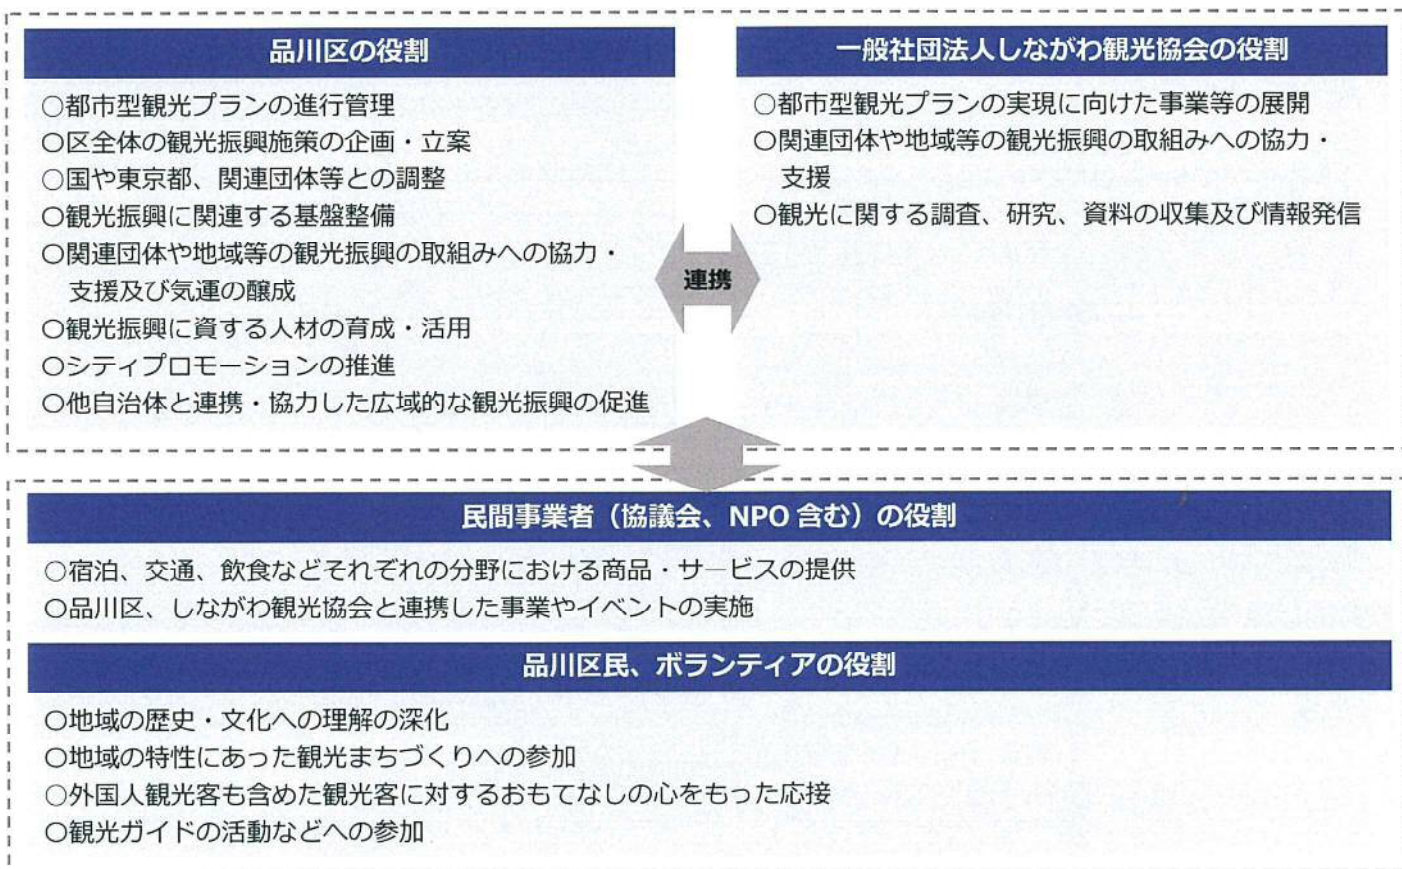 品川区の役割
○都市型観光プランの進行管理
○区全体の観光振興施策の企画・立案
○国や東京都、関連団体等との調整
○観光振興に関連する基盤整備
○関連団体や地域等の観光振興の取組みへの協力・
支援及び気運の醸成
○観光振興に資する人材の育成・活用
○シティプロモーションの推進
○他自治体と連携・協力した広域的な観光振興の促進
連携
一般社団法人しながわ観光協会の役割
○都市型観光プランの実現に向けた事業等の展開
○関連団体や地域等の観光振興の取組みへの協力・
支援
○観光に関する調査、研究、資料の収集及び情報発信
民間事業者（協議会、NPO 含む）の役割
○宿泊、交通、飲食などそれぞれの分野における商品・サービスの提供
○品川区、しながわ観光協会と連携した事業やイベントの実施
品川区民、ボランティアの役割
○地域の歴史・文化への理解の深化
○地域の特性にあった観光まちづくりへの参加
○外国人観光客も含めた観光客に対するおもてなしの心をもった応接
○観光ガイドの活動などへの参加